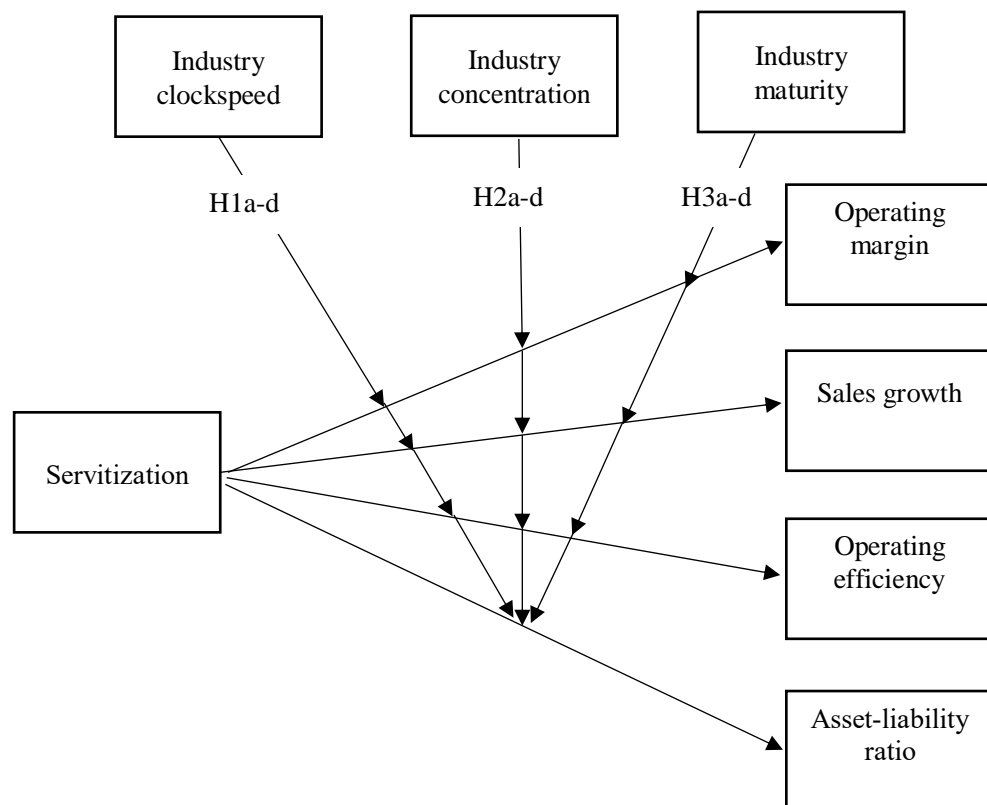 Industry
clockspeed
Industry
concentration
Industry
maturity
H1a-d
H2a-d
H3a-d
Operating
margin
Sales growth
Servitization
Operating
efficiency
Asset-liability
ratio